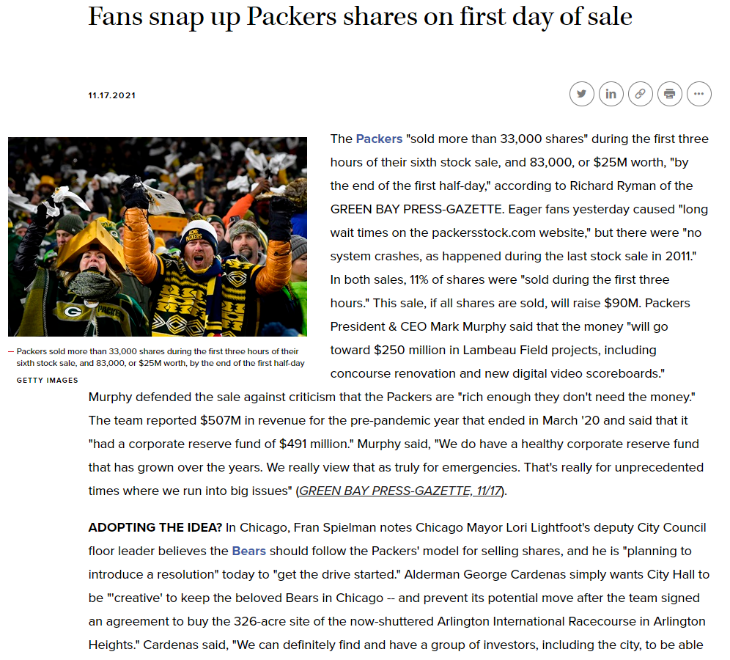 Fans snap up Packers shares on first day of sale
11.17.2021
in
G
PACKERS
— Packers sold more than 33,000 shares during the first three hours of their
sixth stock sale, and 83,000, or $25M worth, by the end of the first half-day
GETTY IMAGES
The Packers "sold more than 33,000 shares" during the first three
hours of their sixth stock sale, and 83,000, or $25M worth, "by
the end of the first half-day," according to Richard Ryman of the
GREEN BAY PRESS-GAZETTE. Eager fans yesterday caused "long
wait times on the packersstock.com website," but there were "no
system crashes, as happened during the last stock sale in 2011."
In both sales, 11% of shares were "sold during the first three
hours." This sale, if all shares are sold, will raise $90M. Packers
President & CEO Mark Murphy said that the money "will go
toward $250 million in Lambeau Field projects, including
concourse renovation and new digital video scoreboards."
Murphy defended the sale against criticism that the Packers are "rich enough they don't need the money."
The team reported $507M in revenue for the pre-pandemic year that ended in March '20 and said that it
"had a corporate reserve fund of $491 million." Murphy said, "We do have a healthy corporate reserve fund
that has grown over the years. We really view that as truly for emergencies. That's really for unprecedented
times where we run into big issues" (GREEN BAY PRESS-GAZETTE, 11/17).
ADOPTING THE IDEA? In Chicago, Fran Spielman notes Chicago Mayor Lori Lightfoot's deputy City Council
floor leader believes the Bears should follow the Packers' model for selling shares, and he is "planning to
introduce a resolution" today to "get the drive started." Alderman George Cardenas simply wants City Hall to
be "'creative' to keep the beloved Bears in Chicago -- and prevent its potential move after the team signed
an agreement to buy the 326-acre site of the now-shuttered Arlington International Racecourse in Arlington
Heights." Cardenas said, "We can definitely find and have a group of investors, including the city, to be able